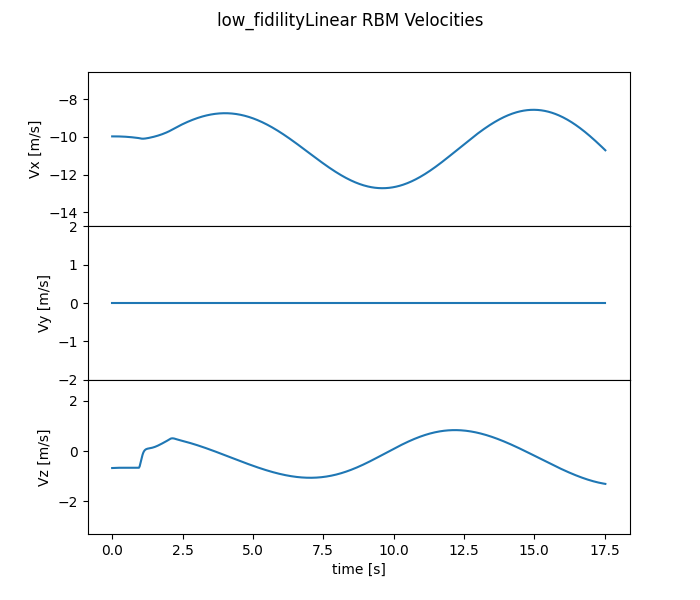 low_fidilityLinear RBM Velocities
Vx [m/s]
−8
−10
−12
−14
Vy [m/s]
2
1
0
−1
−2
Vz [m/s]
2
0
−2
0.0 2.5 5.0 7.5 10.0 12.5 15.0 17.5
time [s]